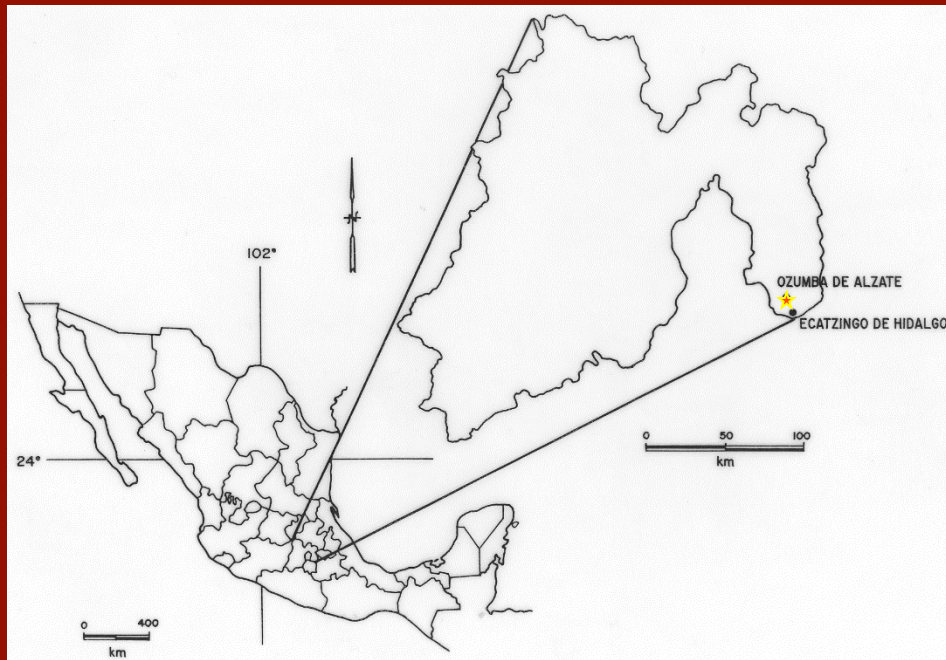 N
102°
OZUMBA DE ALZATE
ECATZINGO DE HIDALGO
0 50 100
km
24°
0 400
km